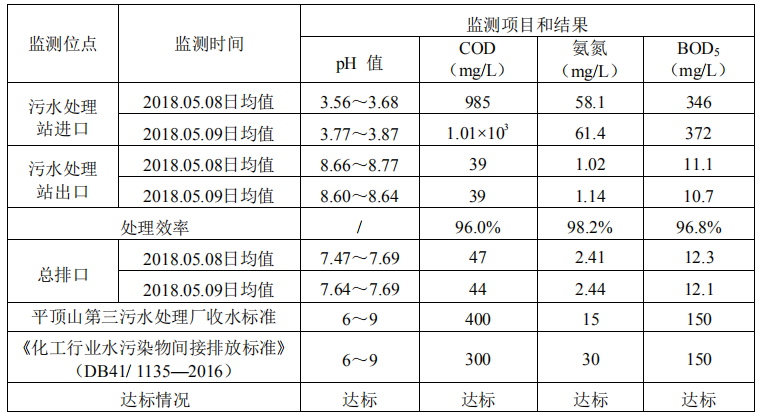 监测位点 监测时间 监测项目和结果
pH 值 COD（mg/L） 氨氮（mg/L） BOD₅（mg/L）
污水处理站进口 2018.05.08日均值 3.56～3.68 985 58.1 346
2018.05.09日均值 3.77～3.87 1.01×10³ 61.4 372
污水处理站出口 2018.05.08日均值 8.66～8.77 39 1.02 11.1
2018.05.09日均值 8.60～8.64 39 1.14 10.7
处理效率 / 96.0% 98.2% 96.8%
总排口 2018.05.08日均值 7.47～7.69 47 2.41 12.3
2018.05.09日均值 7.64～7.69 44 2.44 12.1
平顶山第三污水处理厂收水标准 6～9 400 15 150
《化工行业水污染物间接排放标准》（DB41/ 1135—2016） 6～9 300 30 150
达标情况 达标 达标 达标 达标